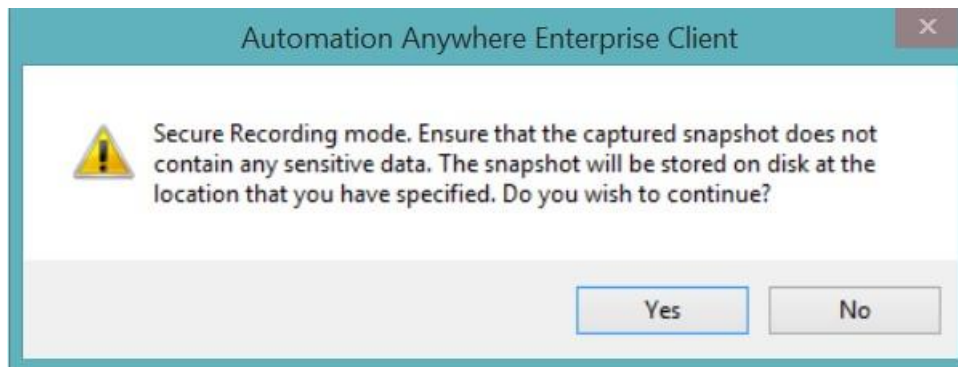 Automation Anywhere Enterprise Client
Secure Recording mode. Ensure that the captured snapshot does not
contain any sensitive data. The snapshot will be stored on disk at the
location that you have specified. Do you wish to continue?
Yes
No